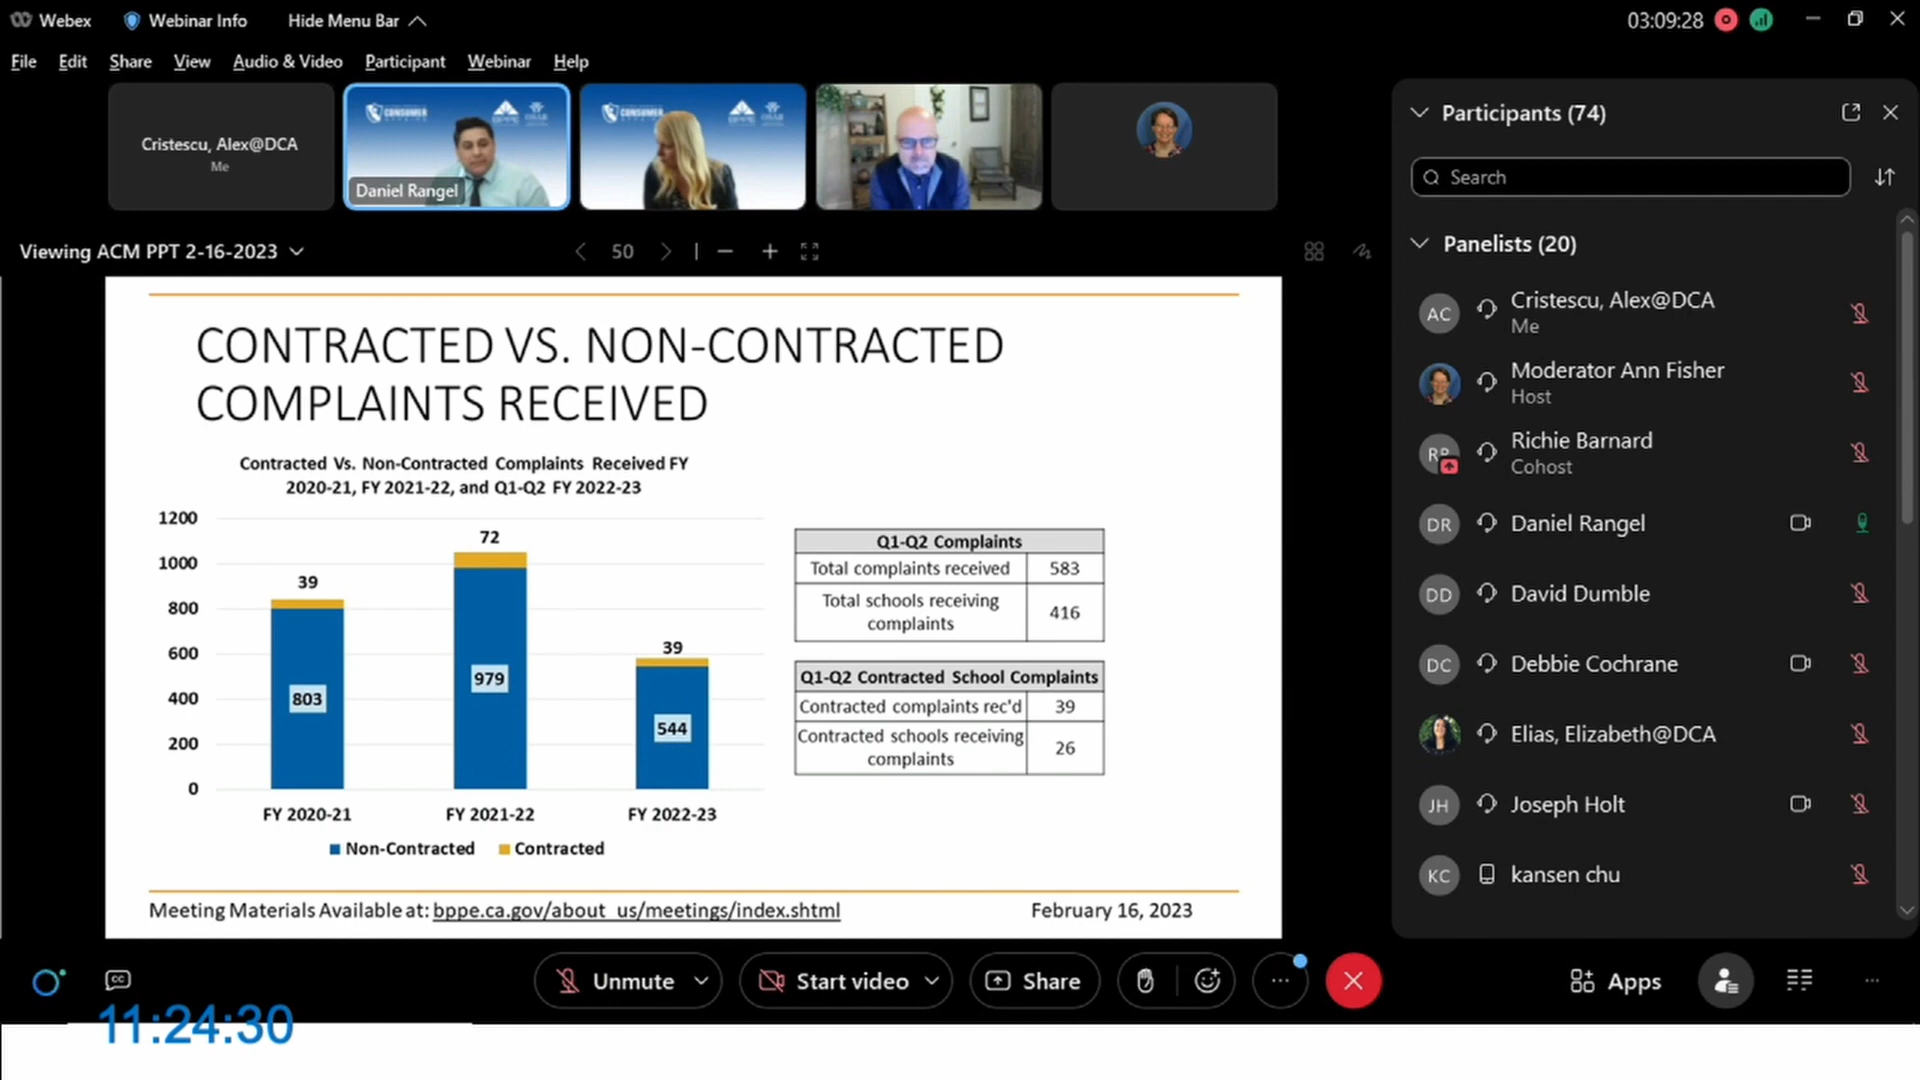 Webex
Webinar Info
Hide Menu Bar
03:09:28
File Edit Share View Audio & Video Participant Webinar Help
Cristescu, Alex@DCA
Me
CONSUMER
Daniel Rangel
CONSUMER
Participants (74)
Search
Viewing ACM PPT 2-16-2023
50
Panelists (20)
CONTRACTED VS. NON-CONTRACTED
COMPLAINTS RECEIVED
Contracted Vs. Non-Contracted Complaints Received FY
2020-21, FY 2021-22, and Q1-Q2 FY 2022-23
1200
1000
800
600
400
200
0
39
803
72
979
39
544
FY 2020-21
FY 2021-22
FY 2022-23
Non-Contracted
Contracted
Q1-Q2 Complaints
Total complaints received 583
Total schools receiving
complaints 416
Q1-Q2 Contracted School Complaints
Contracted complaints rec'd 39
Contracted schools receiving
complaints 26
Meeting Materials Available at: bppe.ca.gov/about_us/meetings/index.shtml
February 16, 2023
AC Cristescu, Alex@DCA
Me
Moderator Ann Fisher
Host
Richie Barnard
Cohost
DR Daniel Rangel
DD David Dumble
DC Debbie Cochrane
Elias, Elizabeth@DCA
JH Joseph Holt
KC kansen chu
CC
Unmute
Start video
Share
Apps
11:24:30